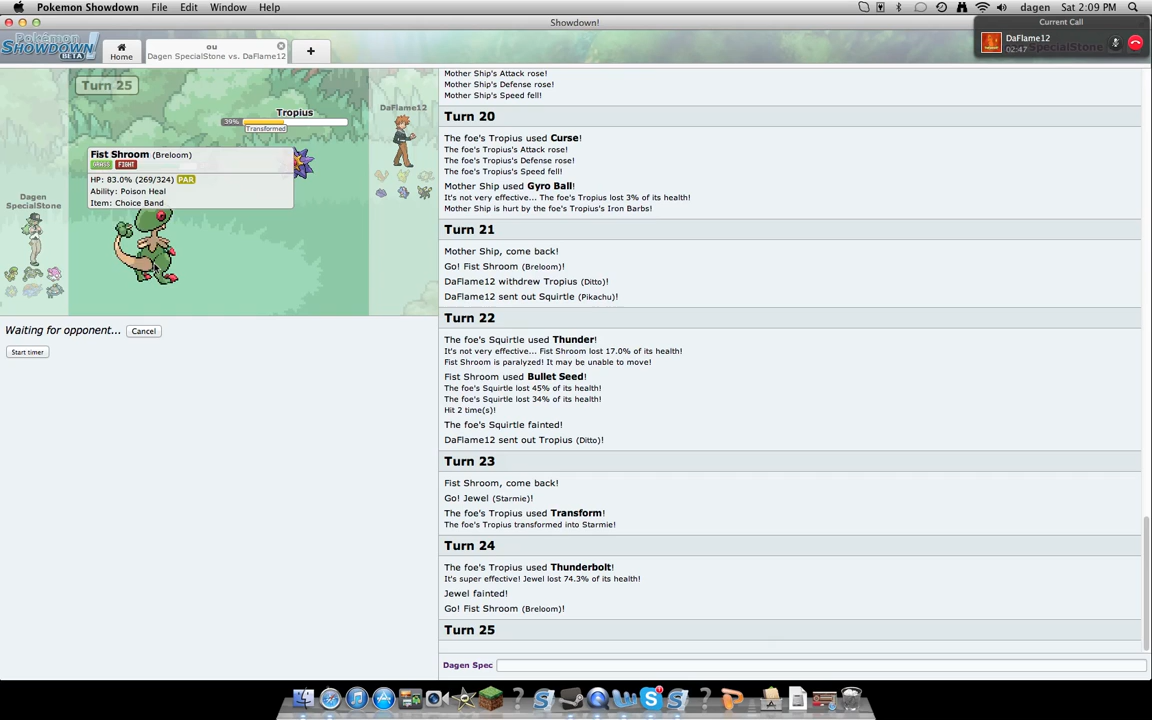 Pokemon Showdown File Edit Window Help
dagen Sat 2:09 PM
Showdown!
Current Call
DaFlame12
02:47
SpecialStone
Pokémon
SHOWDOWN!
BETA
Home
ou
Dagen SpecialStone vs. DaFlame12
+
Turn 25
Tropius
39%
Transformed
DaFlame12
Fist Shroom (Breloom)
GRASS FIGHT
HP: 83.0% (269/324) PAR
Ability: Poison Heal
Item: Choice Band
Dagen
SpecialStone
Waiting for opponent... Cancel
Start timer
Mother Ship's Attack rose!
Mother Ship's Defense rose!
Mother Ship's Speed fell!
Turn 20
The foe's Tropius used Curse!
The foe's Tropius's Attack rose!
The foe's Tropius's Defense rose!
The foe's Tropius's Speed fell!
Mother Ship used Gyro Ball!
It's not very effective... The foe's Tropius lost 3% of its health!
Mother Ship is hurt by the foe's Tropius's Iron Barbs!
Turn 21
Mother Ship, come back!
Go! Fist Shroom (Breloom)!
DaFlame12 withdrew Tropius (Ditto)!
DaFlame12 sent out Squirtle (Pikachu)!
Turn 22
The foe's Squirtle used Thunder!
It's not very effective... Fist Shroom lost 17.0% of its health!
Fist Shroom is paralyzed! It may be unable to move!
Fist Shroom used Bullet Seed!
The foe's Squirtle lost 45% of its health!
The foe's Squirtle lost 34% of its health!
Hit 2 time(s)!
The foe's Squirtle fainted!
DaFlame12 sent out Tropius (Ditto)!
Turn 23
Fist Shroom, come back!
Go! Jewel (Starmie)!
The foe's Tropius used Transform!
The foe's Tropius transformed into Starmie!
Turn 24
The foe's Tropius used Thunderbolt!
It's super effective! Jewel lost 74.3% of its health!
Jewel fainted!
Go! Fist Shroom (Breloom)!
Turn 25
Dagen Spec